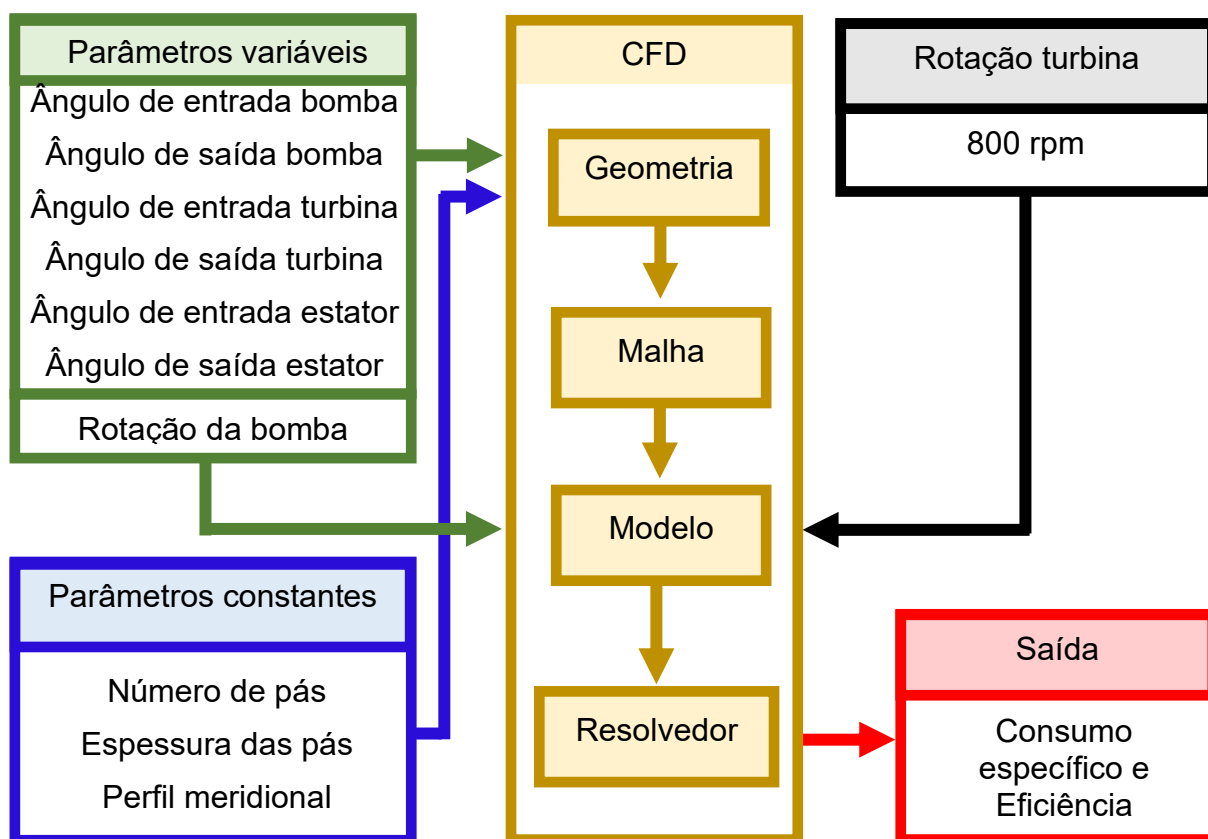 Parâmetros variáveis
Ângulo de entrada bomba
Ângulo de saída bomba
Ângulo de entrada turbina
Ângulo de saída turbina
Ângulo de entrada estator
Ângulo de saída estator
Rotação da bomba
Parâmetros constantes
Número de pás
Espessura das pás
Perfil meridional
CFD
Geometria
Malha
Modelo
Resolvedor
Rotação turbina
800 rpm
Saída
Consumo
específico e
Eficiência